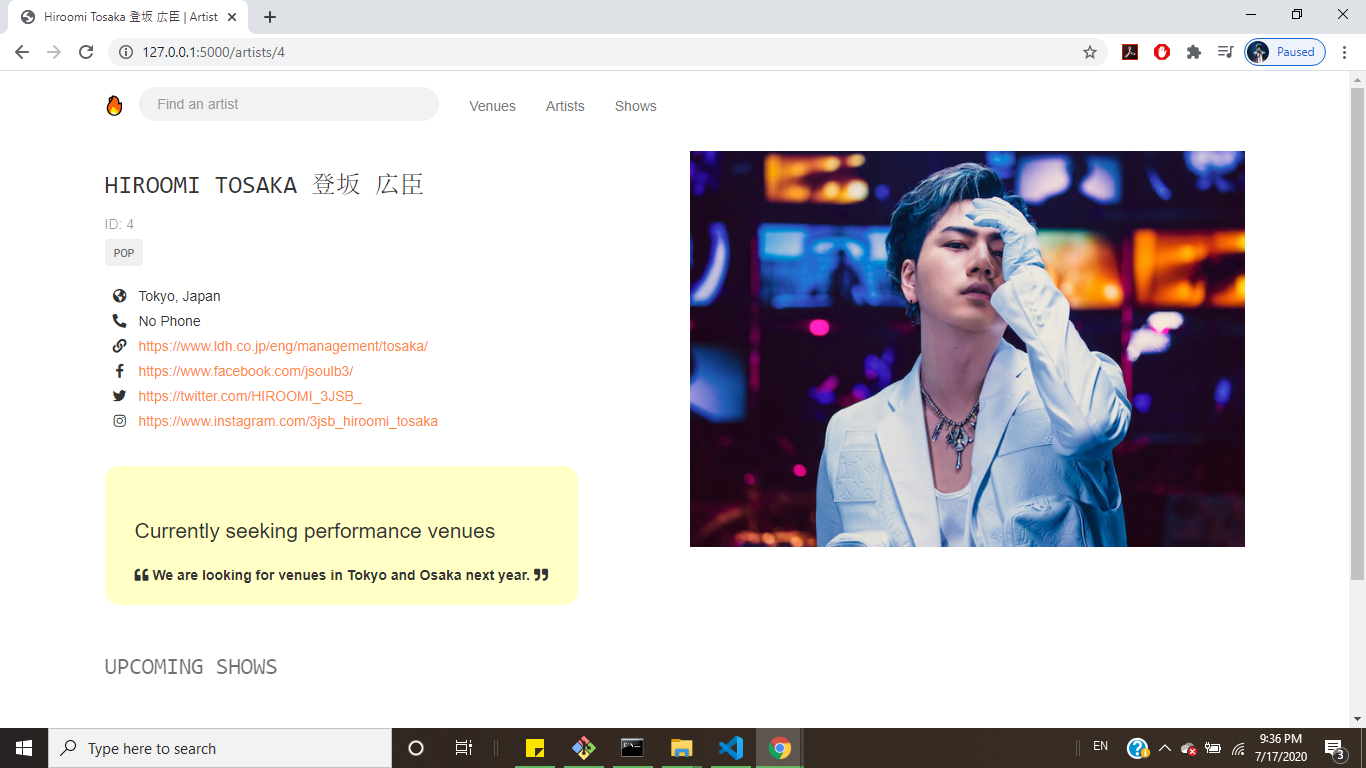 Hiroomi Tosaka 登坂 広臣 | Artist
127.0.0.1:5000/artists/4
Paused
Find an artist
Venues
Artists
Shows
HIROOMI TOSAKA 登坂 広臣
ID: 4
POP
Tokyo, Japan
No Phone
https://www.ldh.co.jp/eng/management/tosaka/
https://www.facebook.com/jsoulb3/
https://twitter.com/HIROOMI_3JSB_
https://www.instagram.com/3jsb_hiroomi_tosaka
Currently seeking performance venues
We are looking for venues in Tokyo and Osaka next year.
UPCOMING SHOWS
Type here to search
EN
9:36 PM
7/17/2020
3